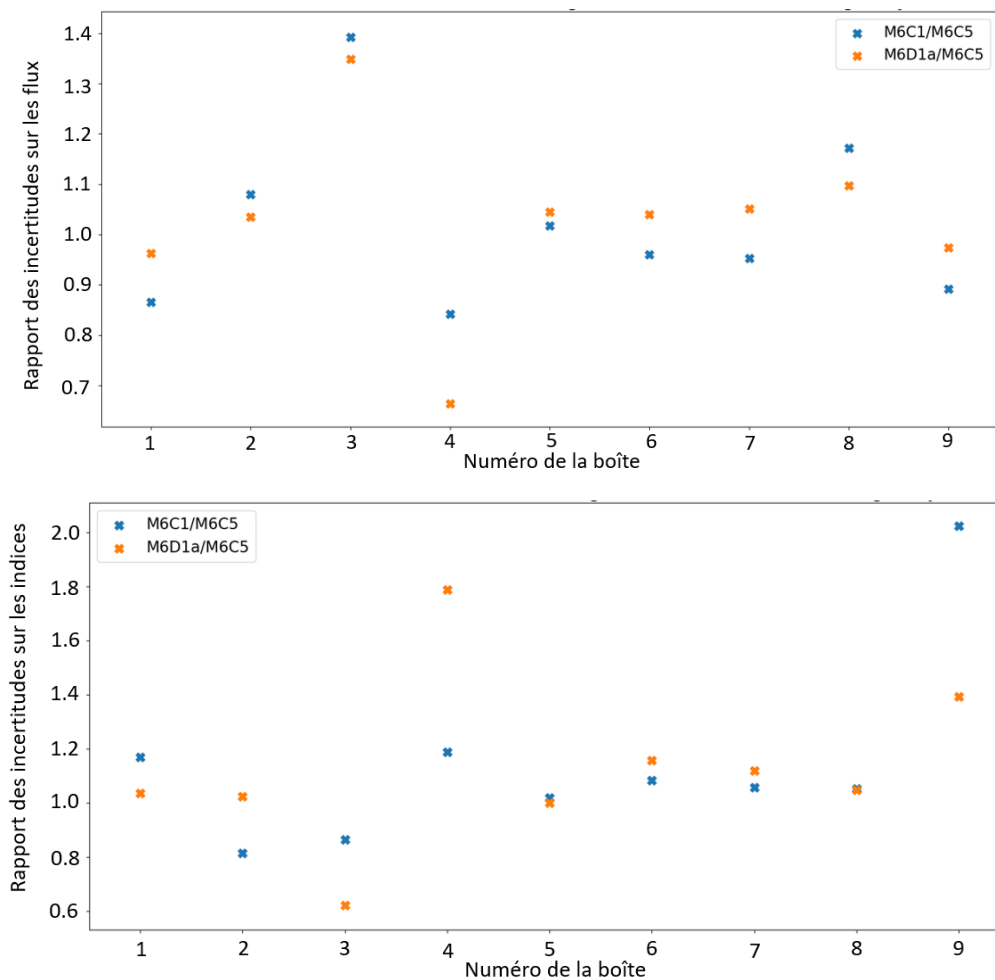 M6C1/M6C5
M6D1a/M6C5
Rapport des incertitudes sur les flux
1.4
1.3
1.2
1.1
1.0
0.9
0.8
0.7
1 2 3 4 5 6 7 8 9
Numéro de la boîte
M6C1/M6C5
M6D1a/M6C5
Rapport des incertitudes sur les indices
2.0
1.8
1.6
1.4
1.2
1.0
0.8
0.6
1 2 3 4 5 6 7 8 9
Numéro de la boîte